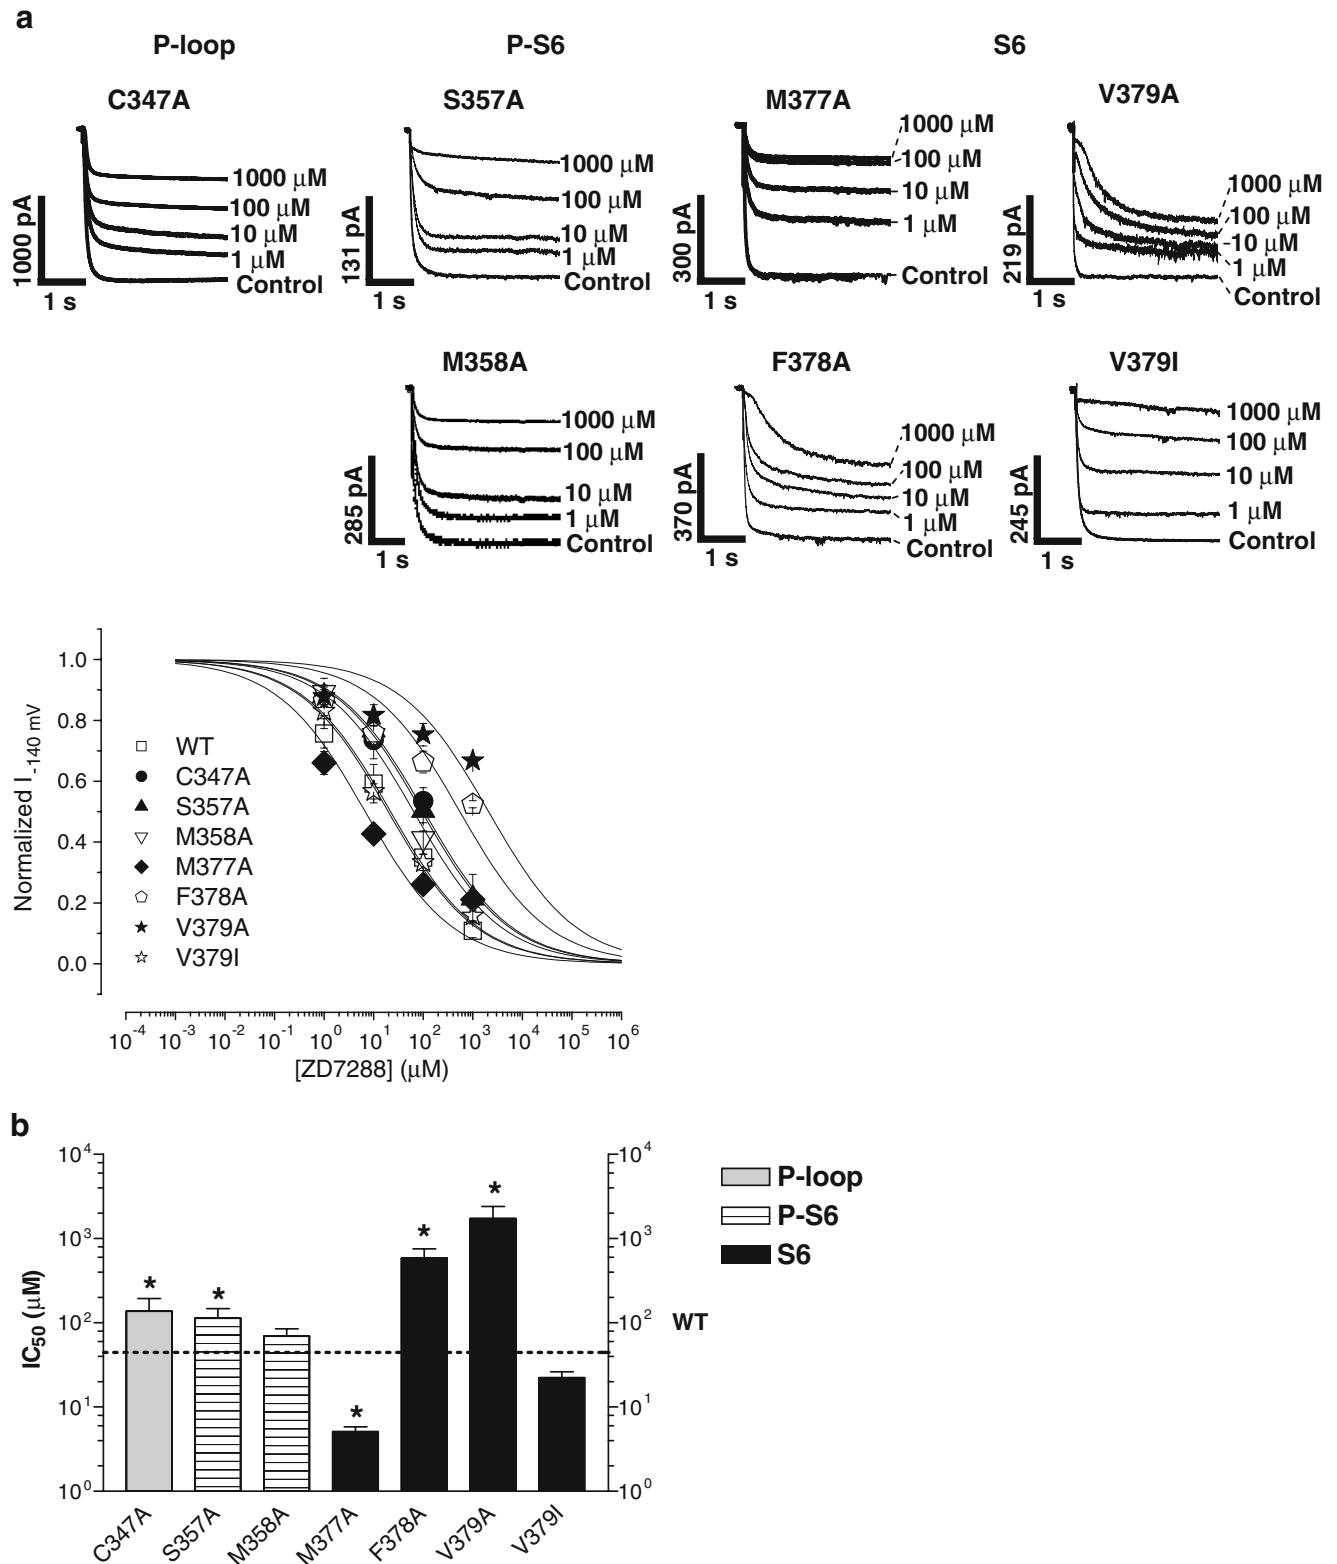 a
P-loop P-S6 S6
C347A S357A M377A V379A
1000 μM
100 μM
10 μM
1 μM
Control
1000 pA
1 s
1000 μM
100 μM
10 μM
1 μM
Control
131 pA
1 s
1000 μM
100 μM
10 μM
1 μM
Control
300 pA
1 s
1000 μM
100 μM
10 μM
1 μM
Control
219 pA
1 s
M358A F378A V379I
1000 μM
100 μM
10 μM
1 μM
Control
285 pA
1 s
1000 μM
100 μM
10 μM
1 μM
Control
370 pA
1 s
1000 μM
100 μM
10 μM
1 μM
Control
245 pA
1 s
Normalized I-140 mV
1.0
0.8
0.6
0.4
0.2
0.0
WT
C347A
S357A
M358A
M377A
F378A
V379A
V379I
10-4 10-3 10-2 10-1 100 101 102 103 104 105 106
[ZD7288] (μM)
b
IC50 (μM)
104
103
102
101
100
* * * * *
104
103
102
101
100
WT
P-loop
P-S6
S6
C347A S357A M358A M377A F378A V379A V379I